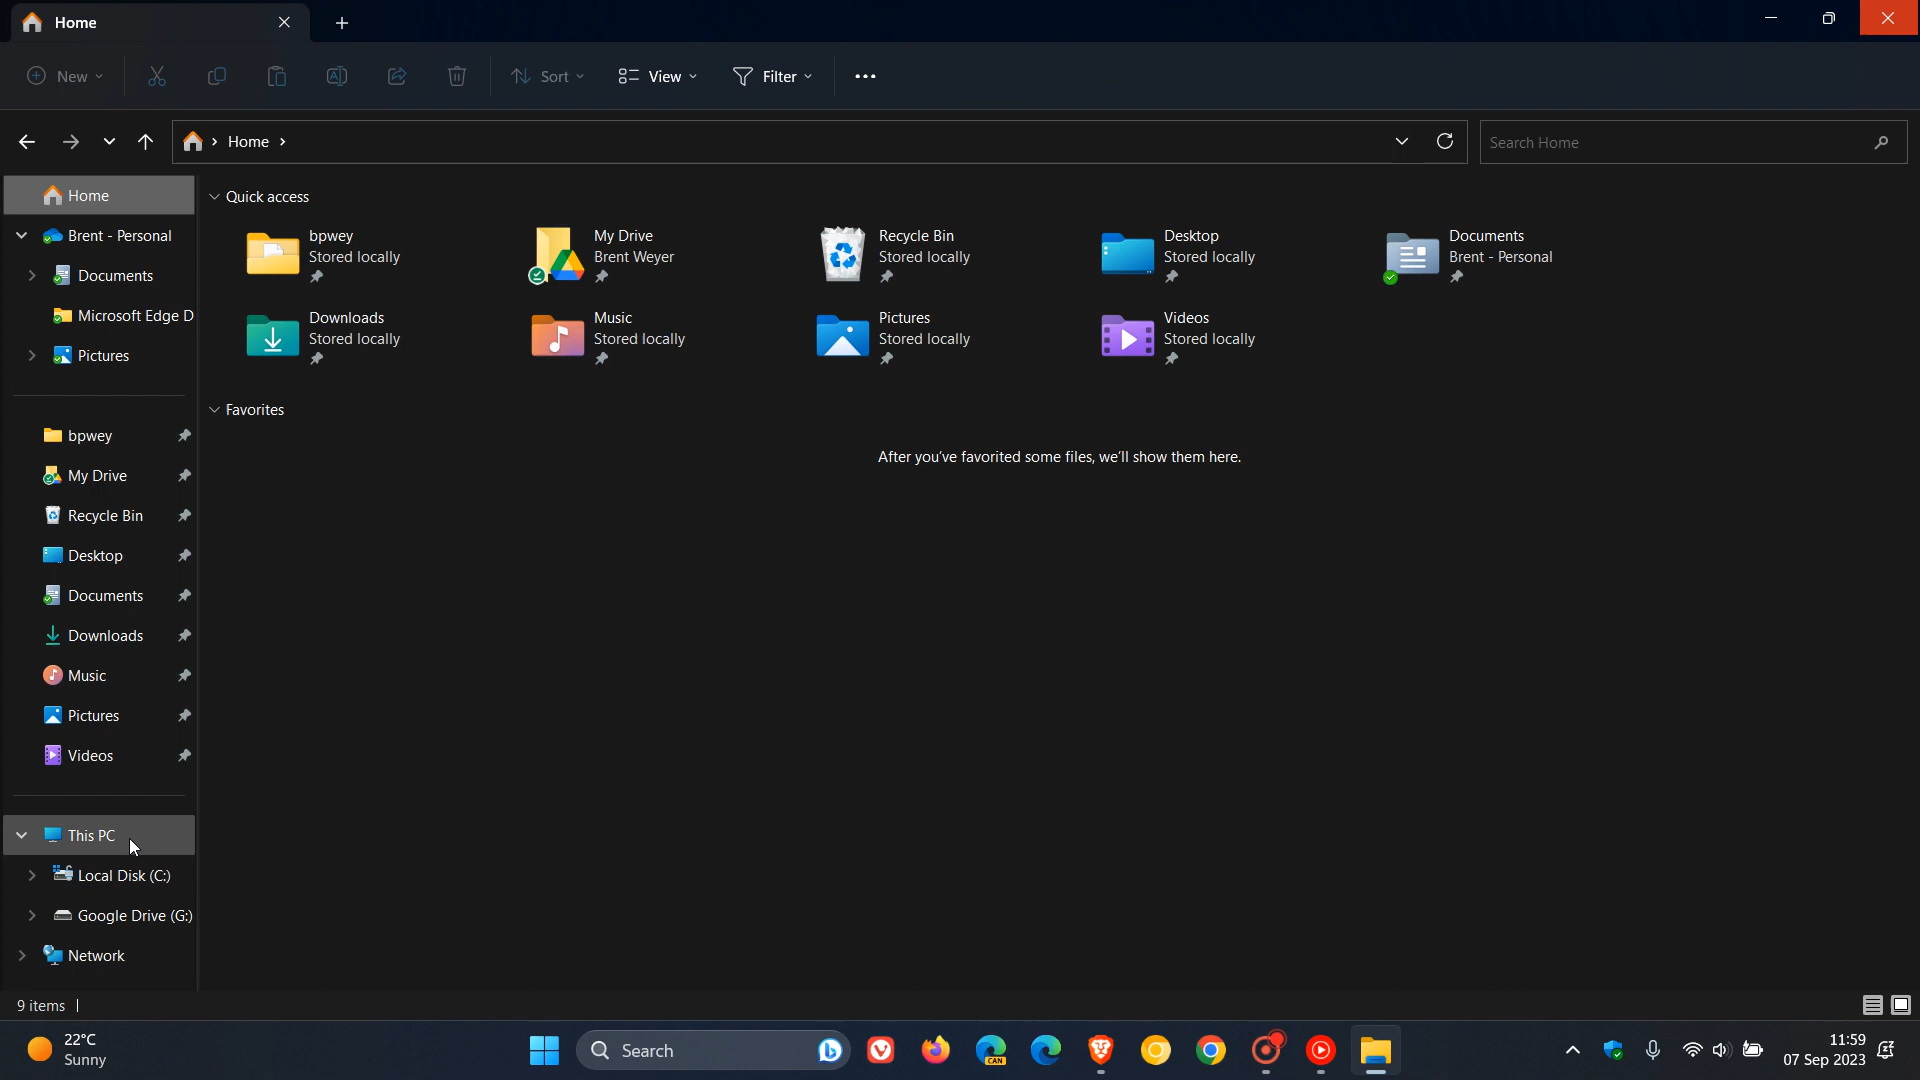 Home
New
Sort
View
Filter
Home
Search Home
Home
Brent - Personal
Documents
Microsoft Edge D
Pictures
bpwey
My Drive
Recycle Bin
Desktop
Documents
Downloads
Music
Pictures
Videos
This PC
Local Disk (C:)
Google Drive (G:)
Network
Quick access
bpwey
Stored locally
My Drive
Brent Weyer
Recycle Bin
Stored locally
Desktop
Stored locally
Documents
Brent - Personal
Downloads
Stored locally
Music
Stored locally
Pictures
Stored locally
Videos
Stored locally
Favorites
After you've favorited some files, we'll show them here.
9 items
22°C
Sunny
Search
CAN
11:59
07 Sep 2023